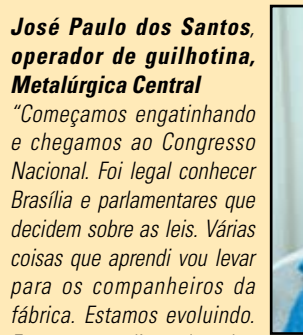 José Paulo dos Santos,
operador de guilhotina,
Metalúrgica Central
“Começamos engatinhando
e chegamos ao Congresso
Nacional. Foi legal conhecer
Brasília e parlamentares que
decidem sobre as leis. Várias
coisas que aprendi vou levar
para os companheiros da
fábrica. Estamos evoluindo.